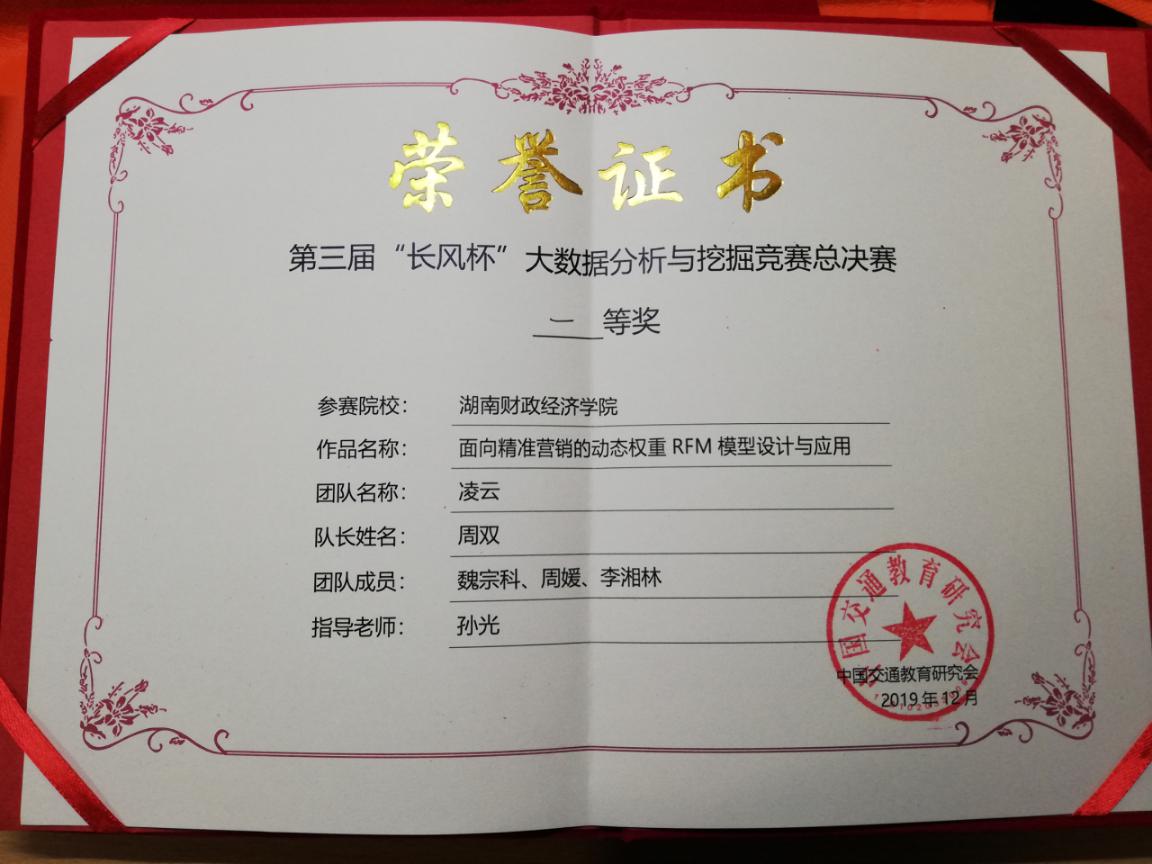 荣誉证书
第三届“长风杯”大数据分析与挖掘竞赛总决赛
等奖
参赛院校： 湖南财政经济学院
作品名称： 面向精准营销的动态权重 RFM 模型设计与应用
团队名称： 凌云
队长姓名： 周双
团队成员： 魏宗科、周媛、李湘林
指导老师： 孙光
中国交通教育研究会
中国交通教育研究会
2019 年 12 月